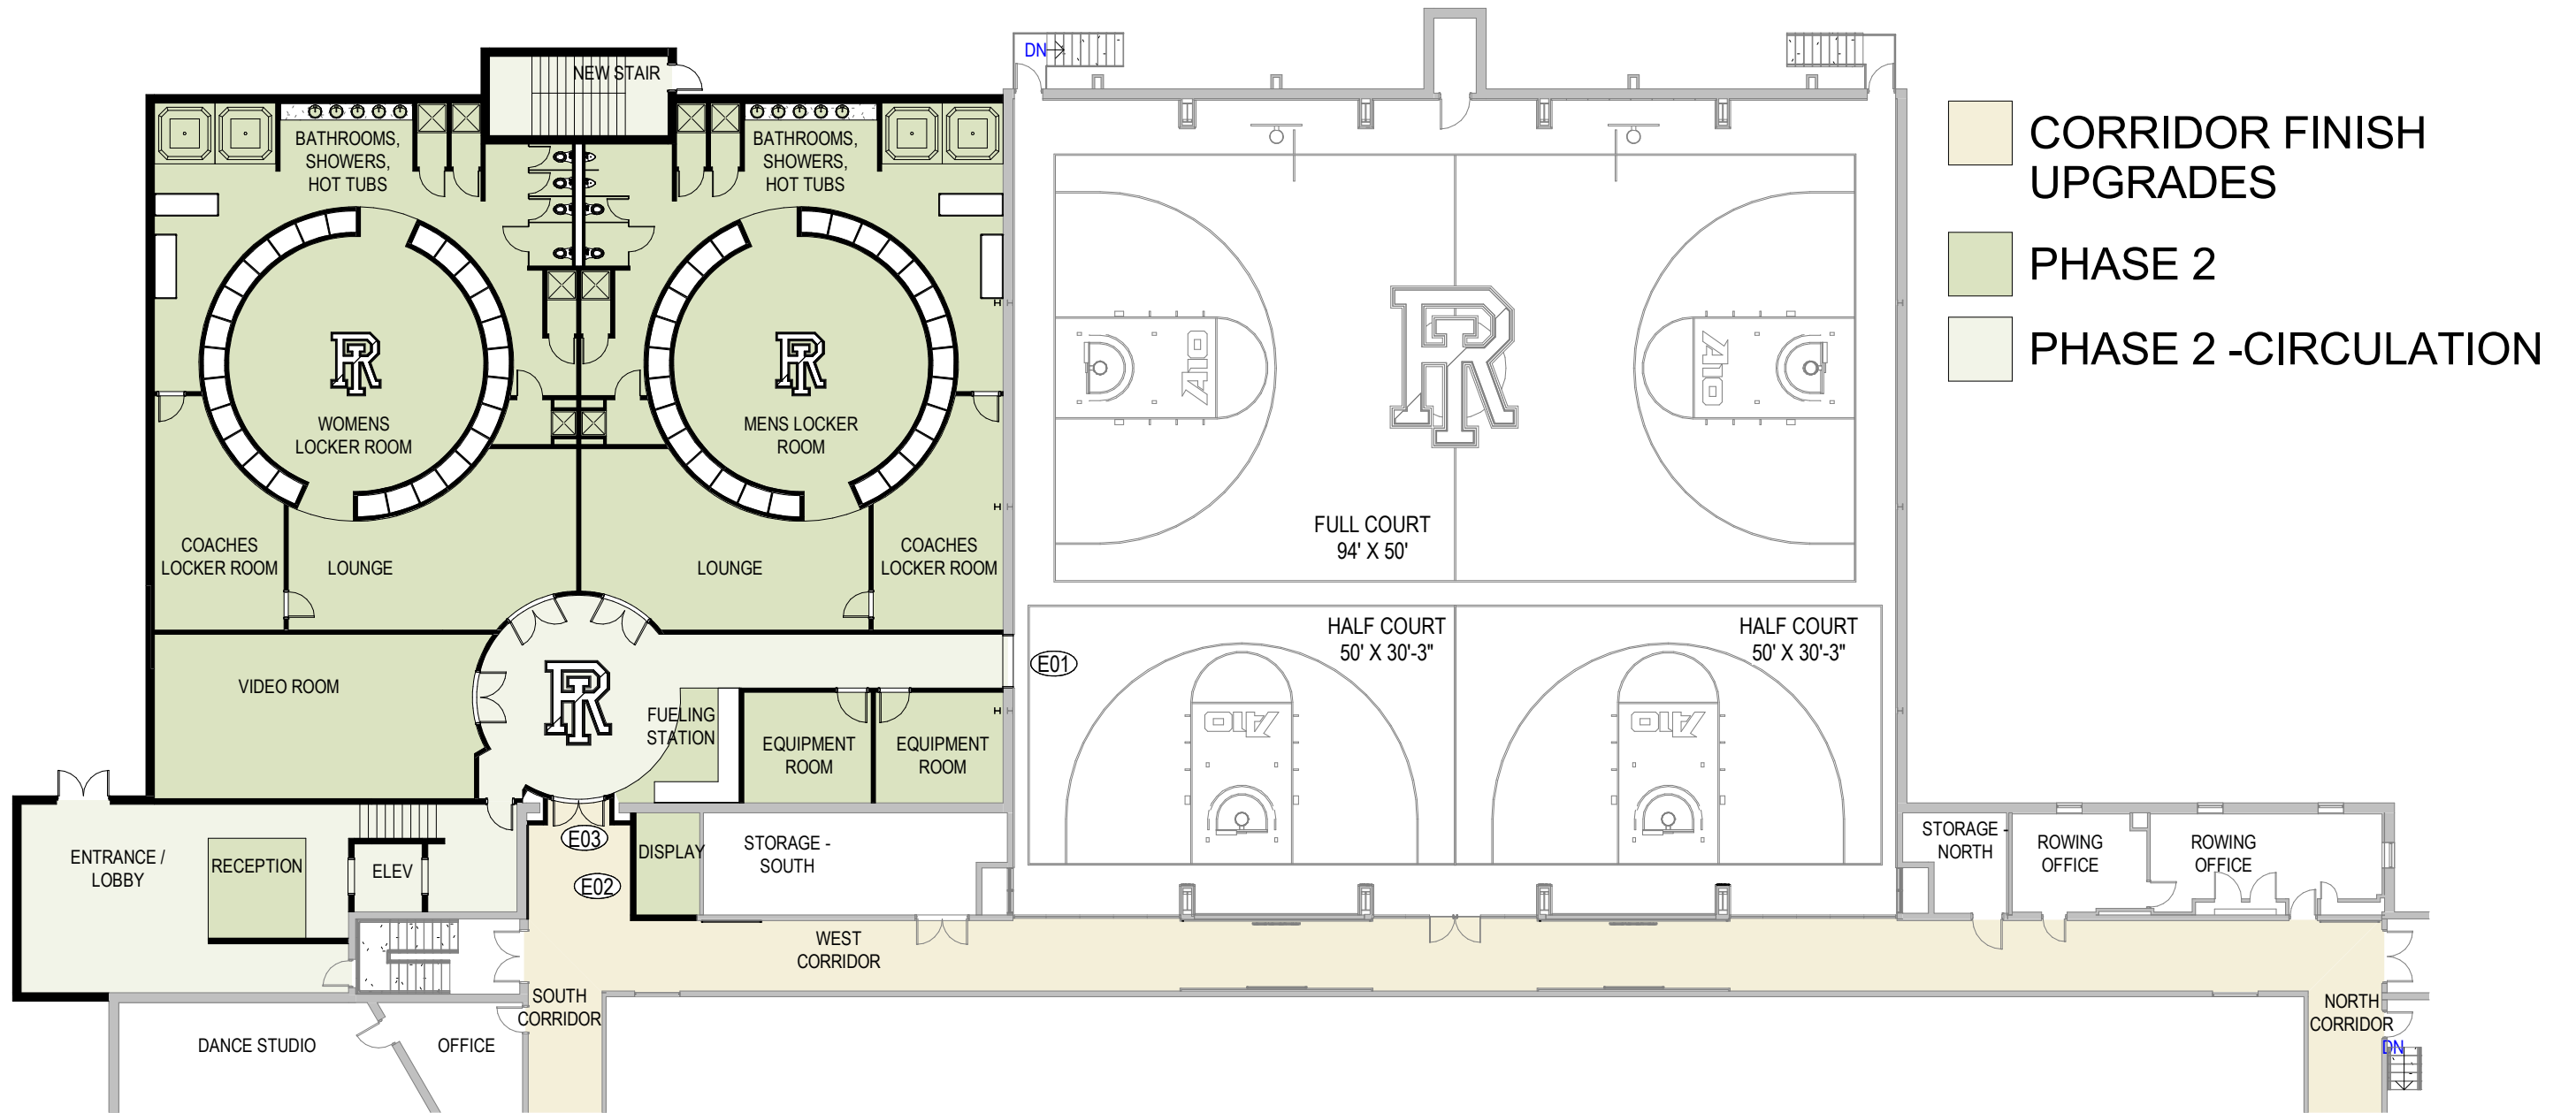 DN
NEW STAIR
BATHROOMS,
SHOWERS,
HOT TUBS
BATHROOMS,
SHOWERS,
HOT TUBS
CORRIDOR FINISH
UPGRADES
PHASE 2
PHASE 2 -CIRCULATION
R
WOMENS
LOCKER ROOM
R
MENS LOCKER
ROOM
A10
R
A10
FULL COURT
94' X 50'
COACHES
LOCKER ROOM
LOUNGE
LOUNGE
COACHES
LOCKER ROOM
HALF COURT
50' X 30'-3"
HALF COURT
50' X 30'-3"
E01
VIDEO ROOM
R
FUELING
STATION
EQUIPMENT
ROOM
EQUIPMENT
ROOM
A10
A10
ENTRANCE /
LOBBY
RECEPTION
ELEV
E03
E02
DISPLAY
STORAGE -
SOUTH
STORAGE -
NORTH
ROWING
OFFICE
ROWING
OFFICE
WEST
CORRIDOR
SOUTH
CORRIDOR
NORTH
CORRIDOR
DANCE STUDIO
OFFICE
DN